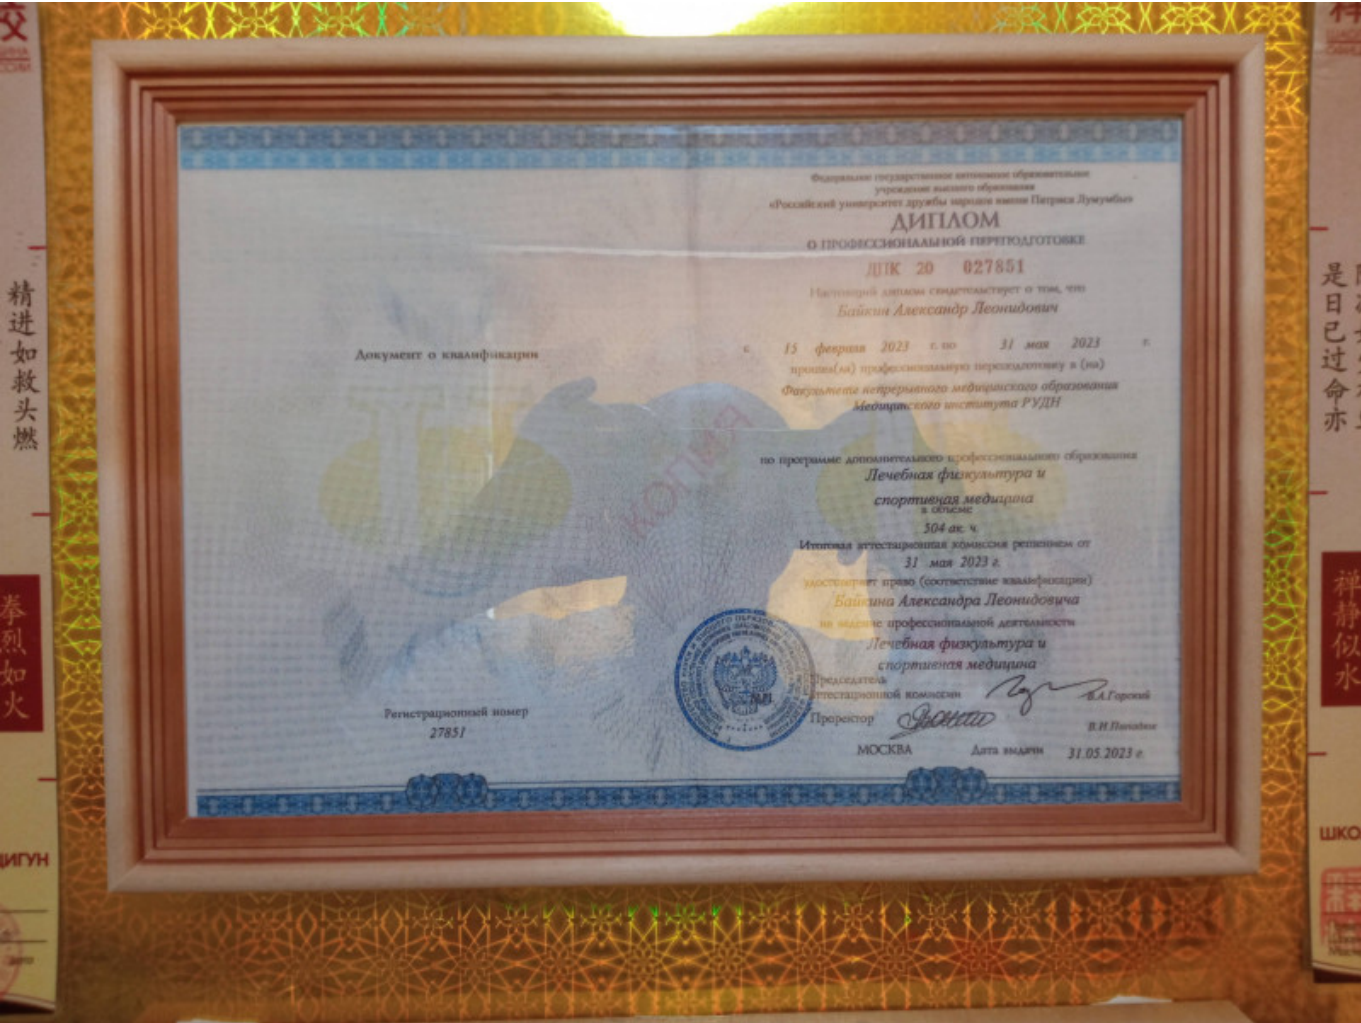 Федеральное государственное автономное образовательное
учреждение высшего образования
«Российский университет дружбы народов имени Патриса Лумумбы»
ДИПЛОМ
О ПРОФЕССИОНАЛЬНОЙ ПЕРЕПОДГОТОВКЕ
ДПК 20 027851
Настоящий диплом свидетельствует о том, что
Байкин Александр Леонидович
с 15 февраля 2023 г. по 31 мая 2023 г.
прошел(ла) профессиональную переподготовку в (на)
Факультете непрерывного медицинского образования
Медицинского института РУДН
по программе дополнительного профессионального образования
Лечебная физкультура и
спортивная медицина
в объеме
504 ак. ч.
Итоговая аттестационная комиссия решением от
31 мая 2023 г.
удостоверяет право (соответствие квалификации)
Байкина Александра Леонидовича
на ведение профессиональной деятельности
Лечебная физкультура и
спортивная медицина
Председатель
аттестационной комиссии
В.А.Горский
Проректор
МОСКВА Дата выдачи 31.05.2023 г.
Документ о квалификации
Регистрационный номер
27851
КОПИЯ
精进如救头燃
拳烈如火
ЦИГУН
是日已过命亦
禅静似水
ШКО